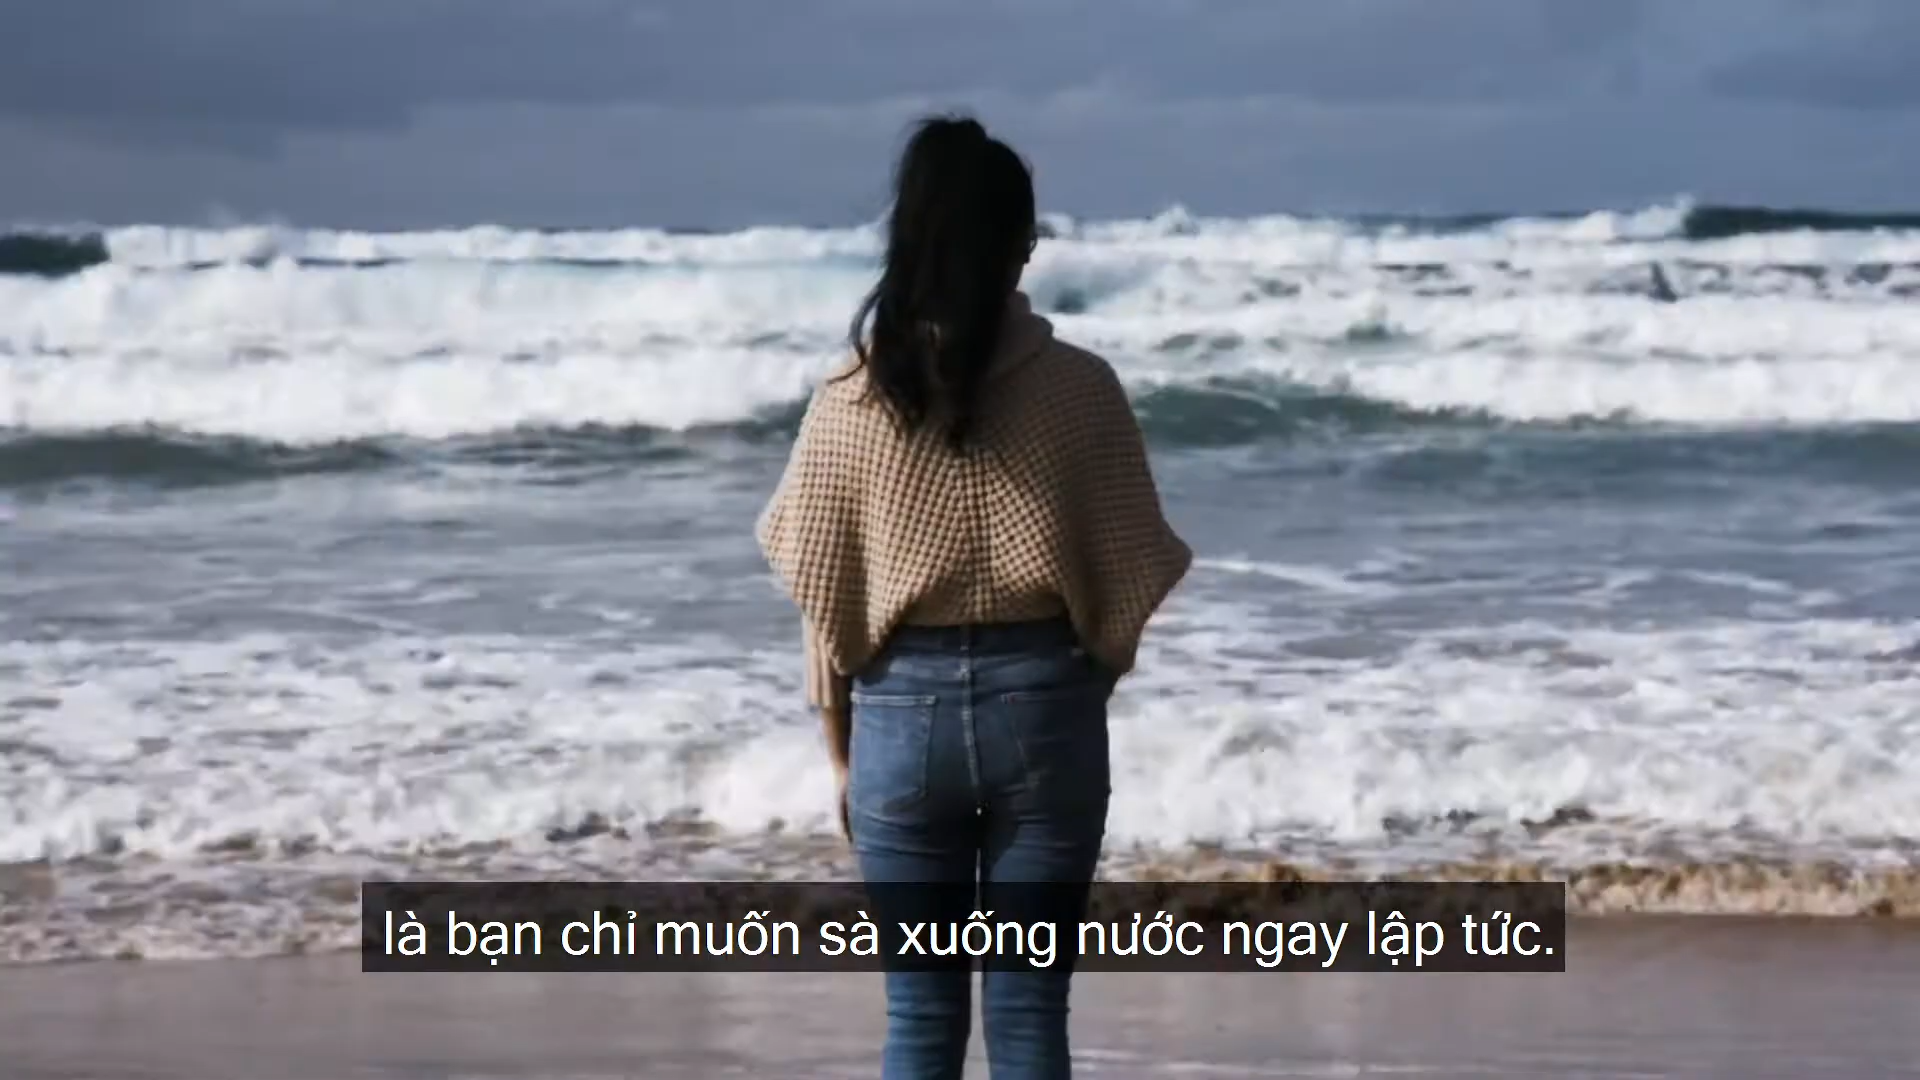 là bạn chỉ muốn sà xuống nước ngay lập tức.